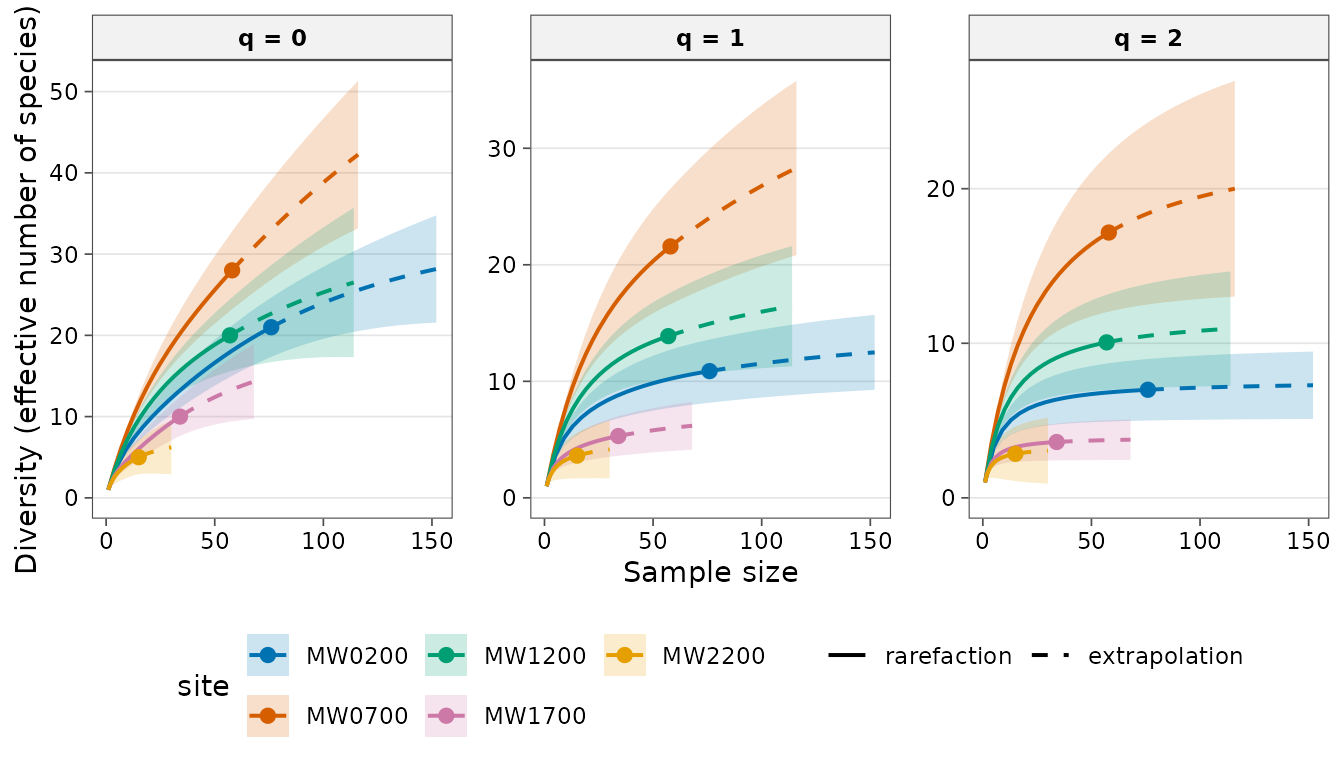 q = 0
q = 1
q = 2
Diversity (effective number of species)
50
40
30
20
10
0
30
20
10
0
20
10
0
0 50 100 150
0 50 100 150
0 50 100 150
Sample size
site
MW0200
MW1200
MW2200
MW0700
MW1700
rarefaction
extrapolation